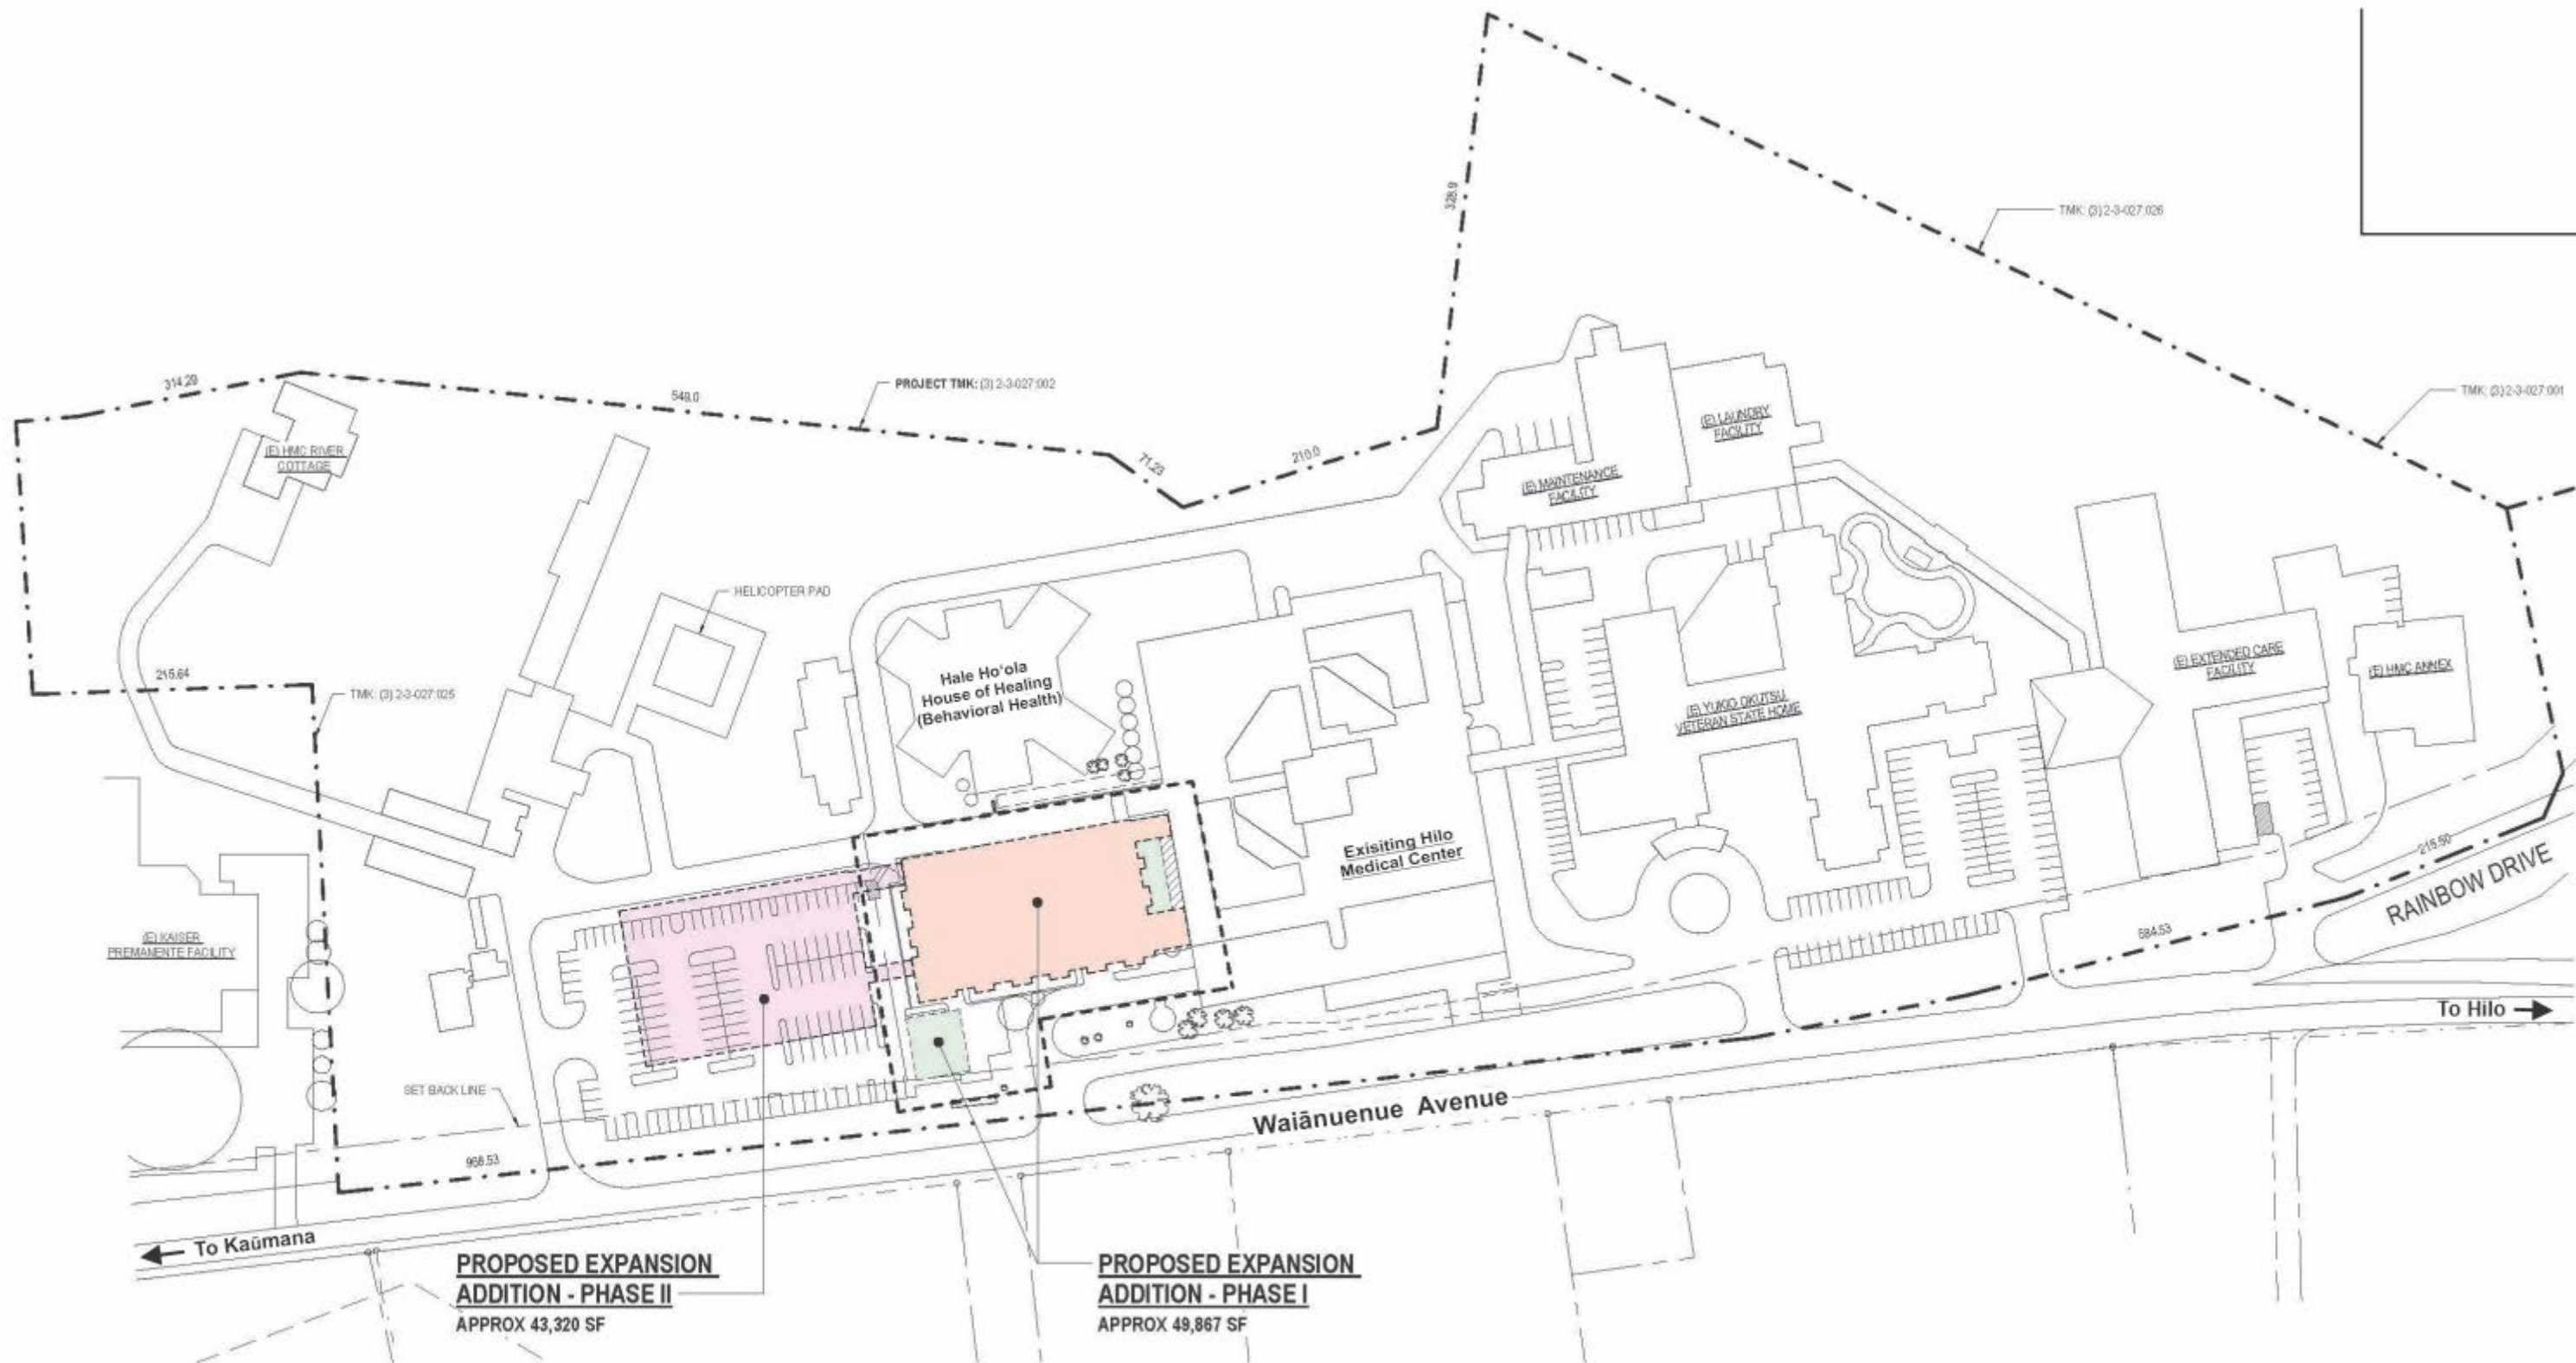 328.9
TMK: (3) 2-3-027:026
314.29
549.0
PROJECT TMK: (3) 2-3-027:002
TMK: (3) 2-3-027:001
(E) HMC RIVER
COTTAGE
71.23
210.0
(E) LAUNDRY
FACILITY
(E) MAINTENANCE
FACILITY
HELICOPTER PAD
215.64
TMK: (3) 2-3-027:025
Hale Ho‘ola
House of Healing
(Behavioral Health)
(E) YUKIO OKUTSU
VETERAN STATE HOME
(E) EXTENDED CARE
FACILITY
(E) HMC ANNEX
Exisiting Hilo
Medical Center
215.50
RAINBOW DRIVE
(E) KAISER
PREMANENTE FACILITY
584.53
To Hilo
SET BACK LINE
Waiānuenue Avenue
968.53
To Kaūmana
PROPOSED EXPANSION
ADDITION - PHASE II
APPROX 43,320 SF
PROPOSED EXPANSION
ADDITION - PHASE I
APPROX 49,867 SF